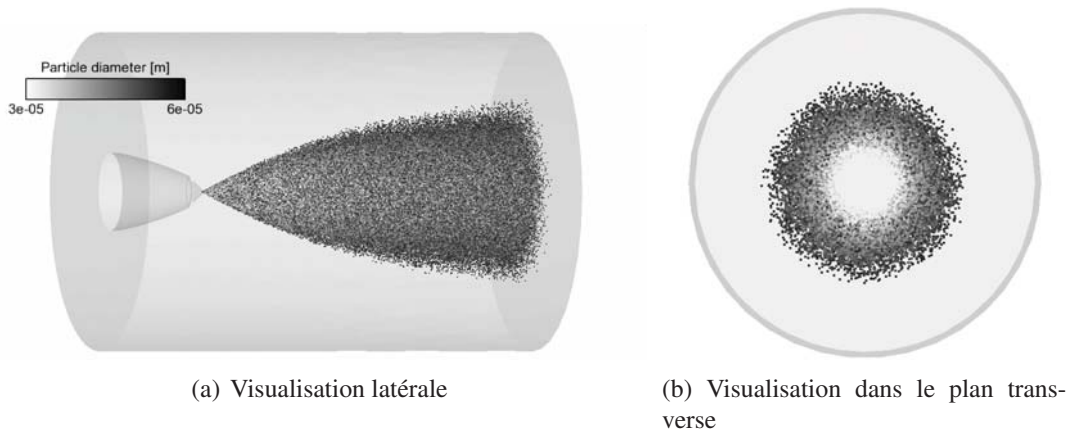 Particle diameter [m]
3e-05 6e-05
(a) Visualisation latérale
(b) Visualisation dans le plan trans-
verse